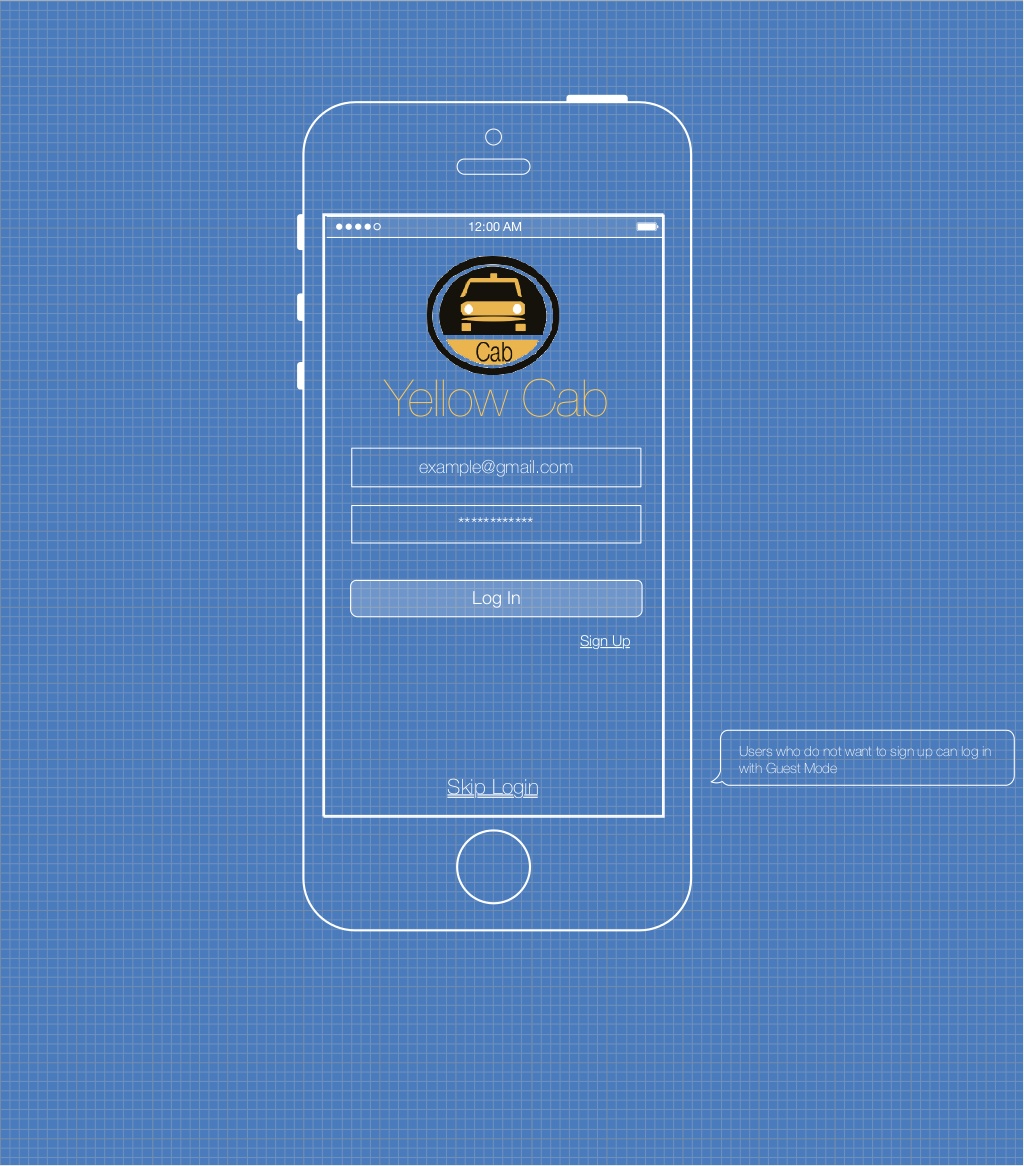 12:00 AM
Cab
Yellow Cab
example@gmail.com
************
Log In
Sign Up
Users who do not want to sign up can log in
with Guest Mode
Skip Login